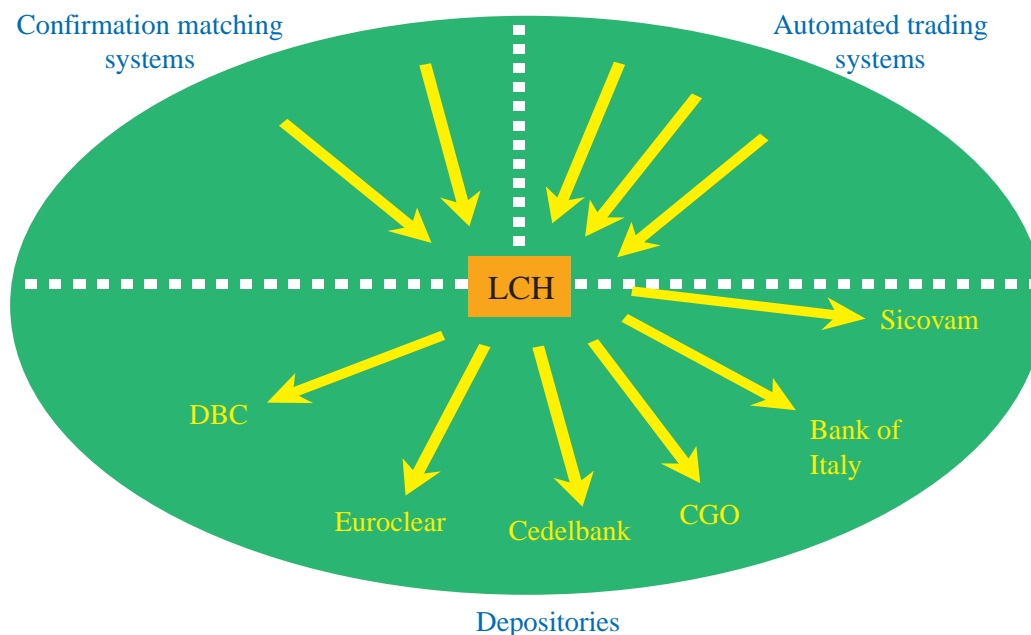 Confirmation matching
systems
Automated trading
systems
LCH
Sicovam
DBC
Bank of
Italy
Euroclear
Cedelbank
CGO
Depositories